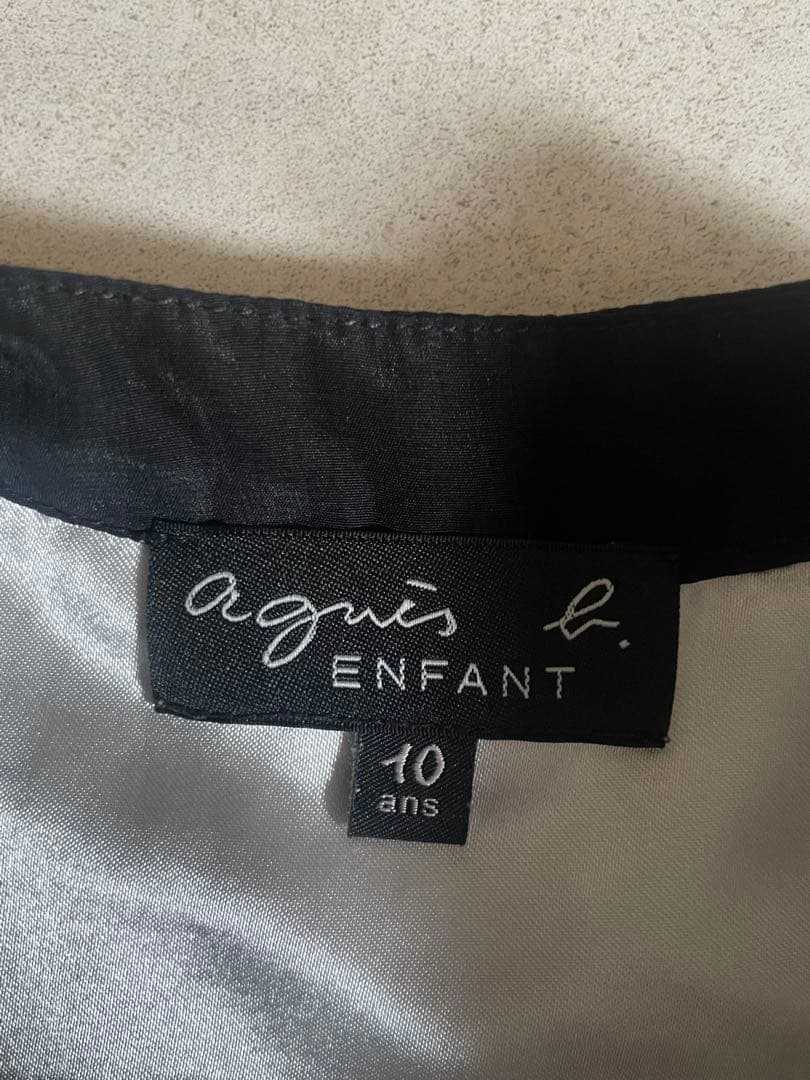 agnès b.
ENFANT
10
ans